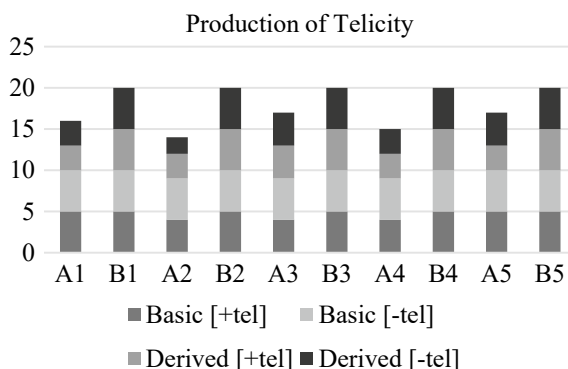 Production of Telicity
25
20
15
10
5
0
A1 B1 A2 B2 A3 B3 A4 B4 A5 B5
Basic [+tel] Basic [-tel]
Derived [+tel] Derived [-tel]